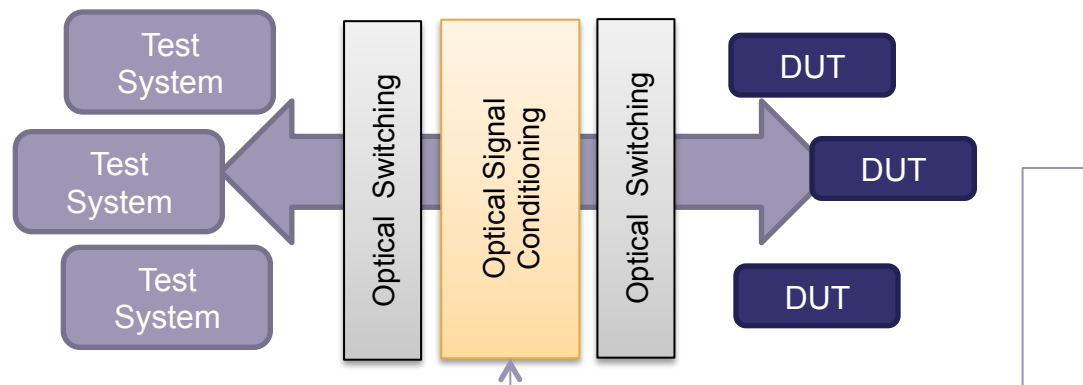 Test
System
Test
System
Test
System
Optical Switching
Optical Signal
Conditioning
Optical Switching
DUT
DUT
DUT